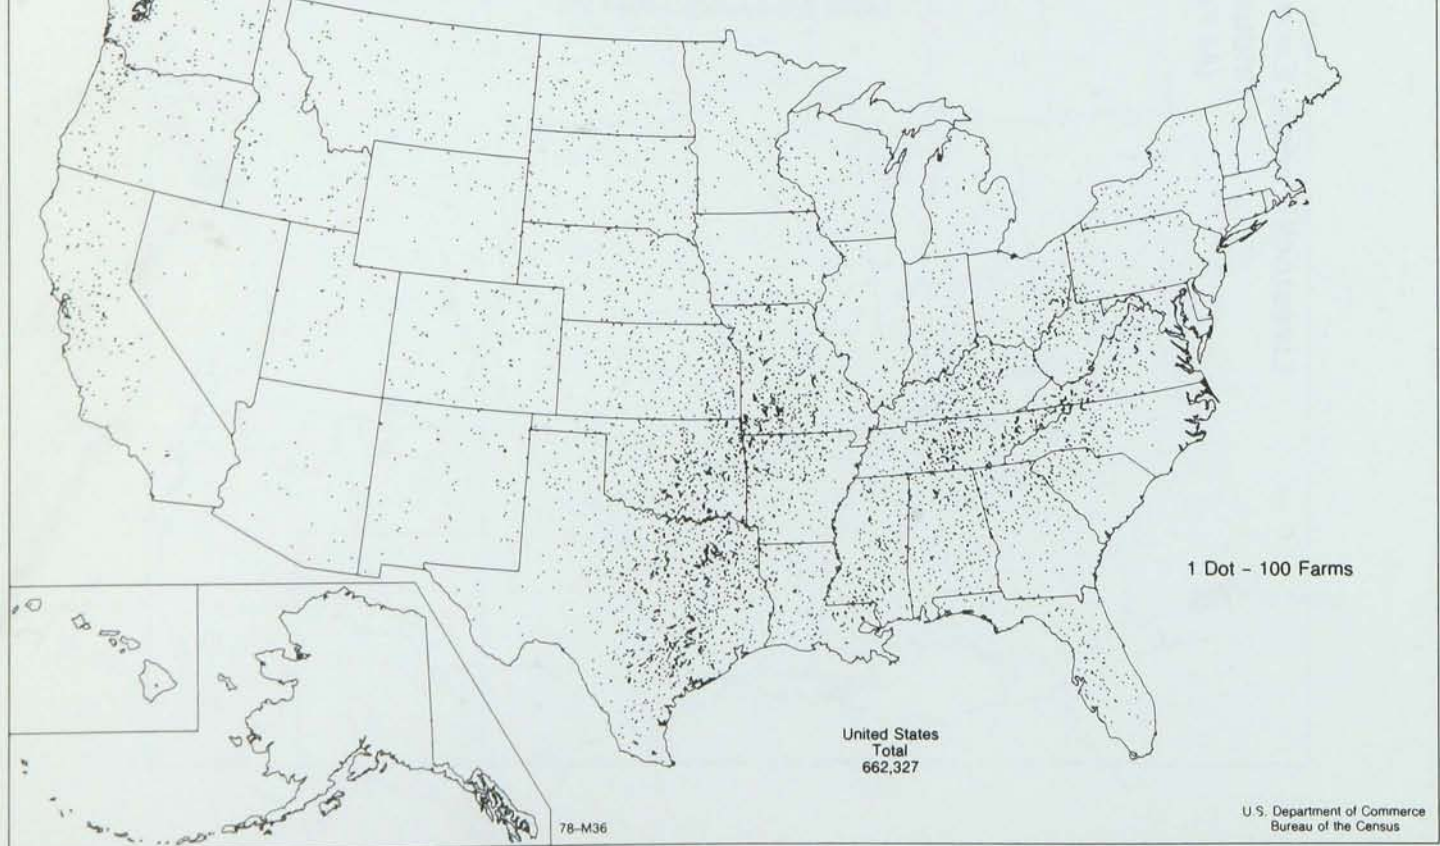 1 Dot - 100 Farms
United States
Total
662,327
78-M36
U.S. Department of Commerce
Bureau of the Census